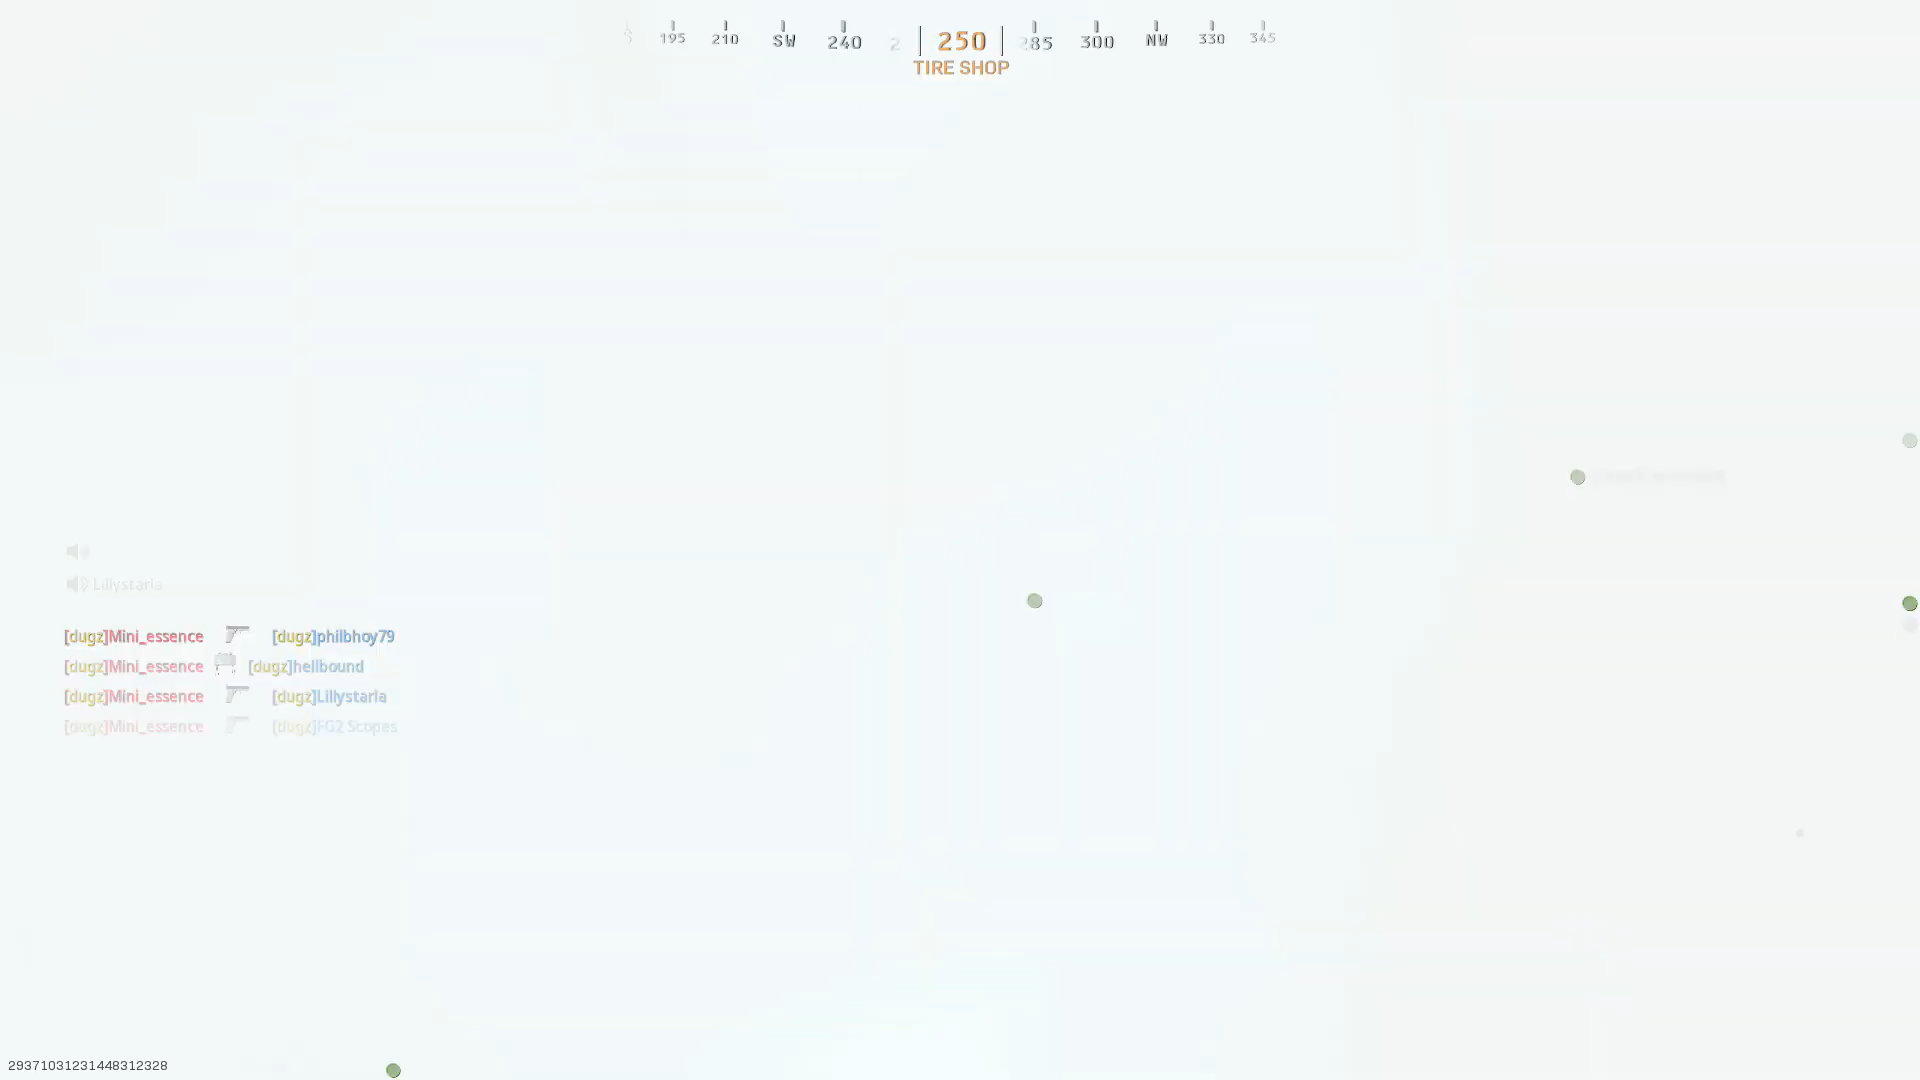 S 195 210 SW 240 2 250 285 300 NW 330 345
TIRE SHOP
Lillystaria
[dugz]Mini_essence [dugz]philbhoy79
[dugz]Mini_essence [dugz]hellbound
[dugz]Mini_essence [dugz]Lillystaria
[dugz]Mini_essence [dugz]FG2 Scopes
29371031231448312328